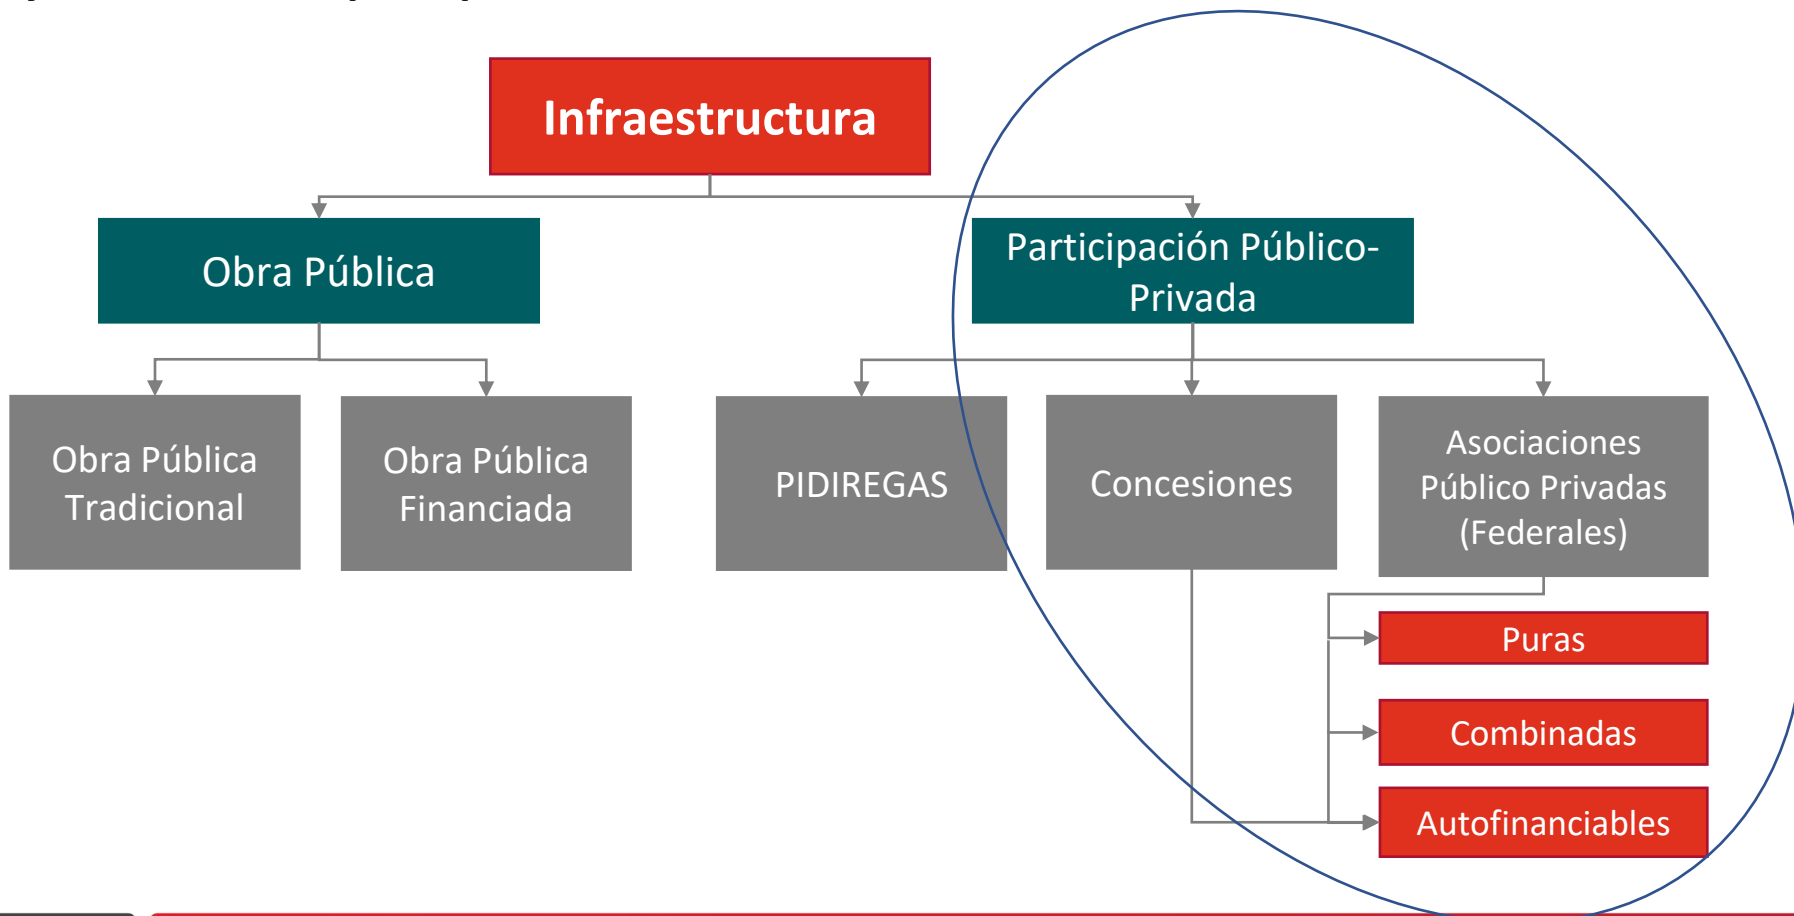 Infraestructura
Obra Pública
Participación Público-
Privada
Obra Pública
Tradicional
Obra Pública
Financiada
PIDIREGAS
Concesiones
Asociaciones
Público Privadas
(Federales)
Puras
Combinadas
Autofinanciables